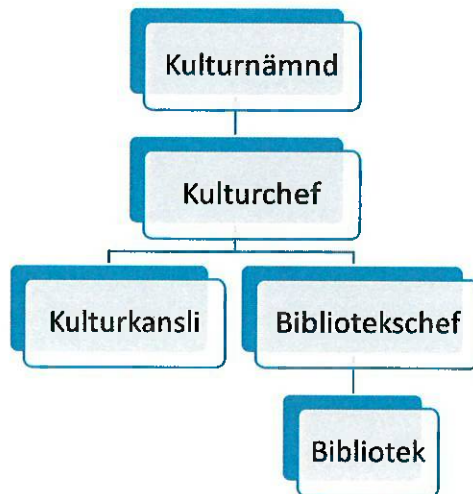 Kulturnämnd
Kulturchef
Kulturkansli
Bibliotekschef
Bibliotek